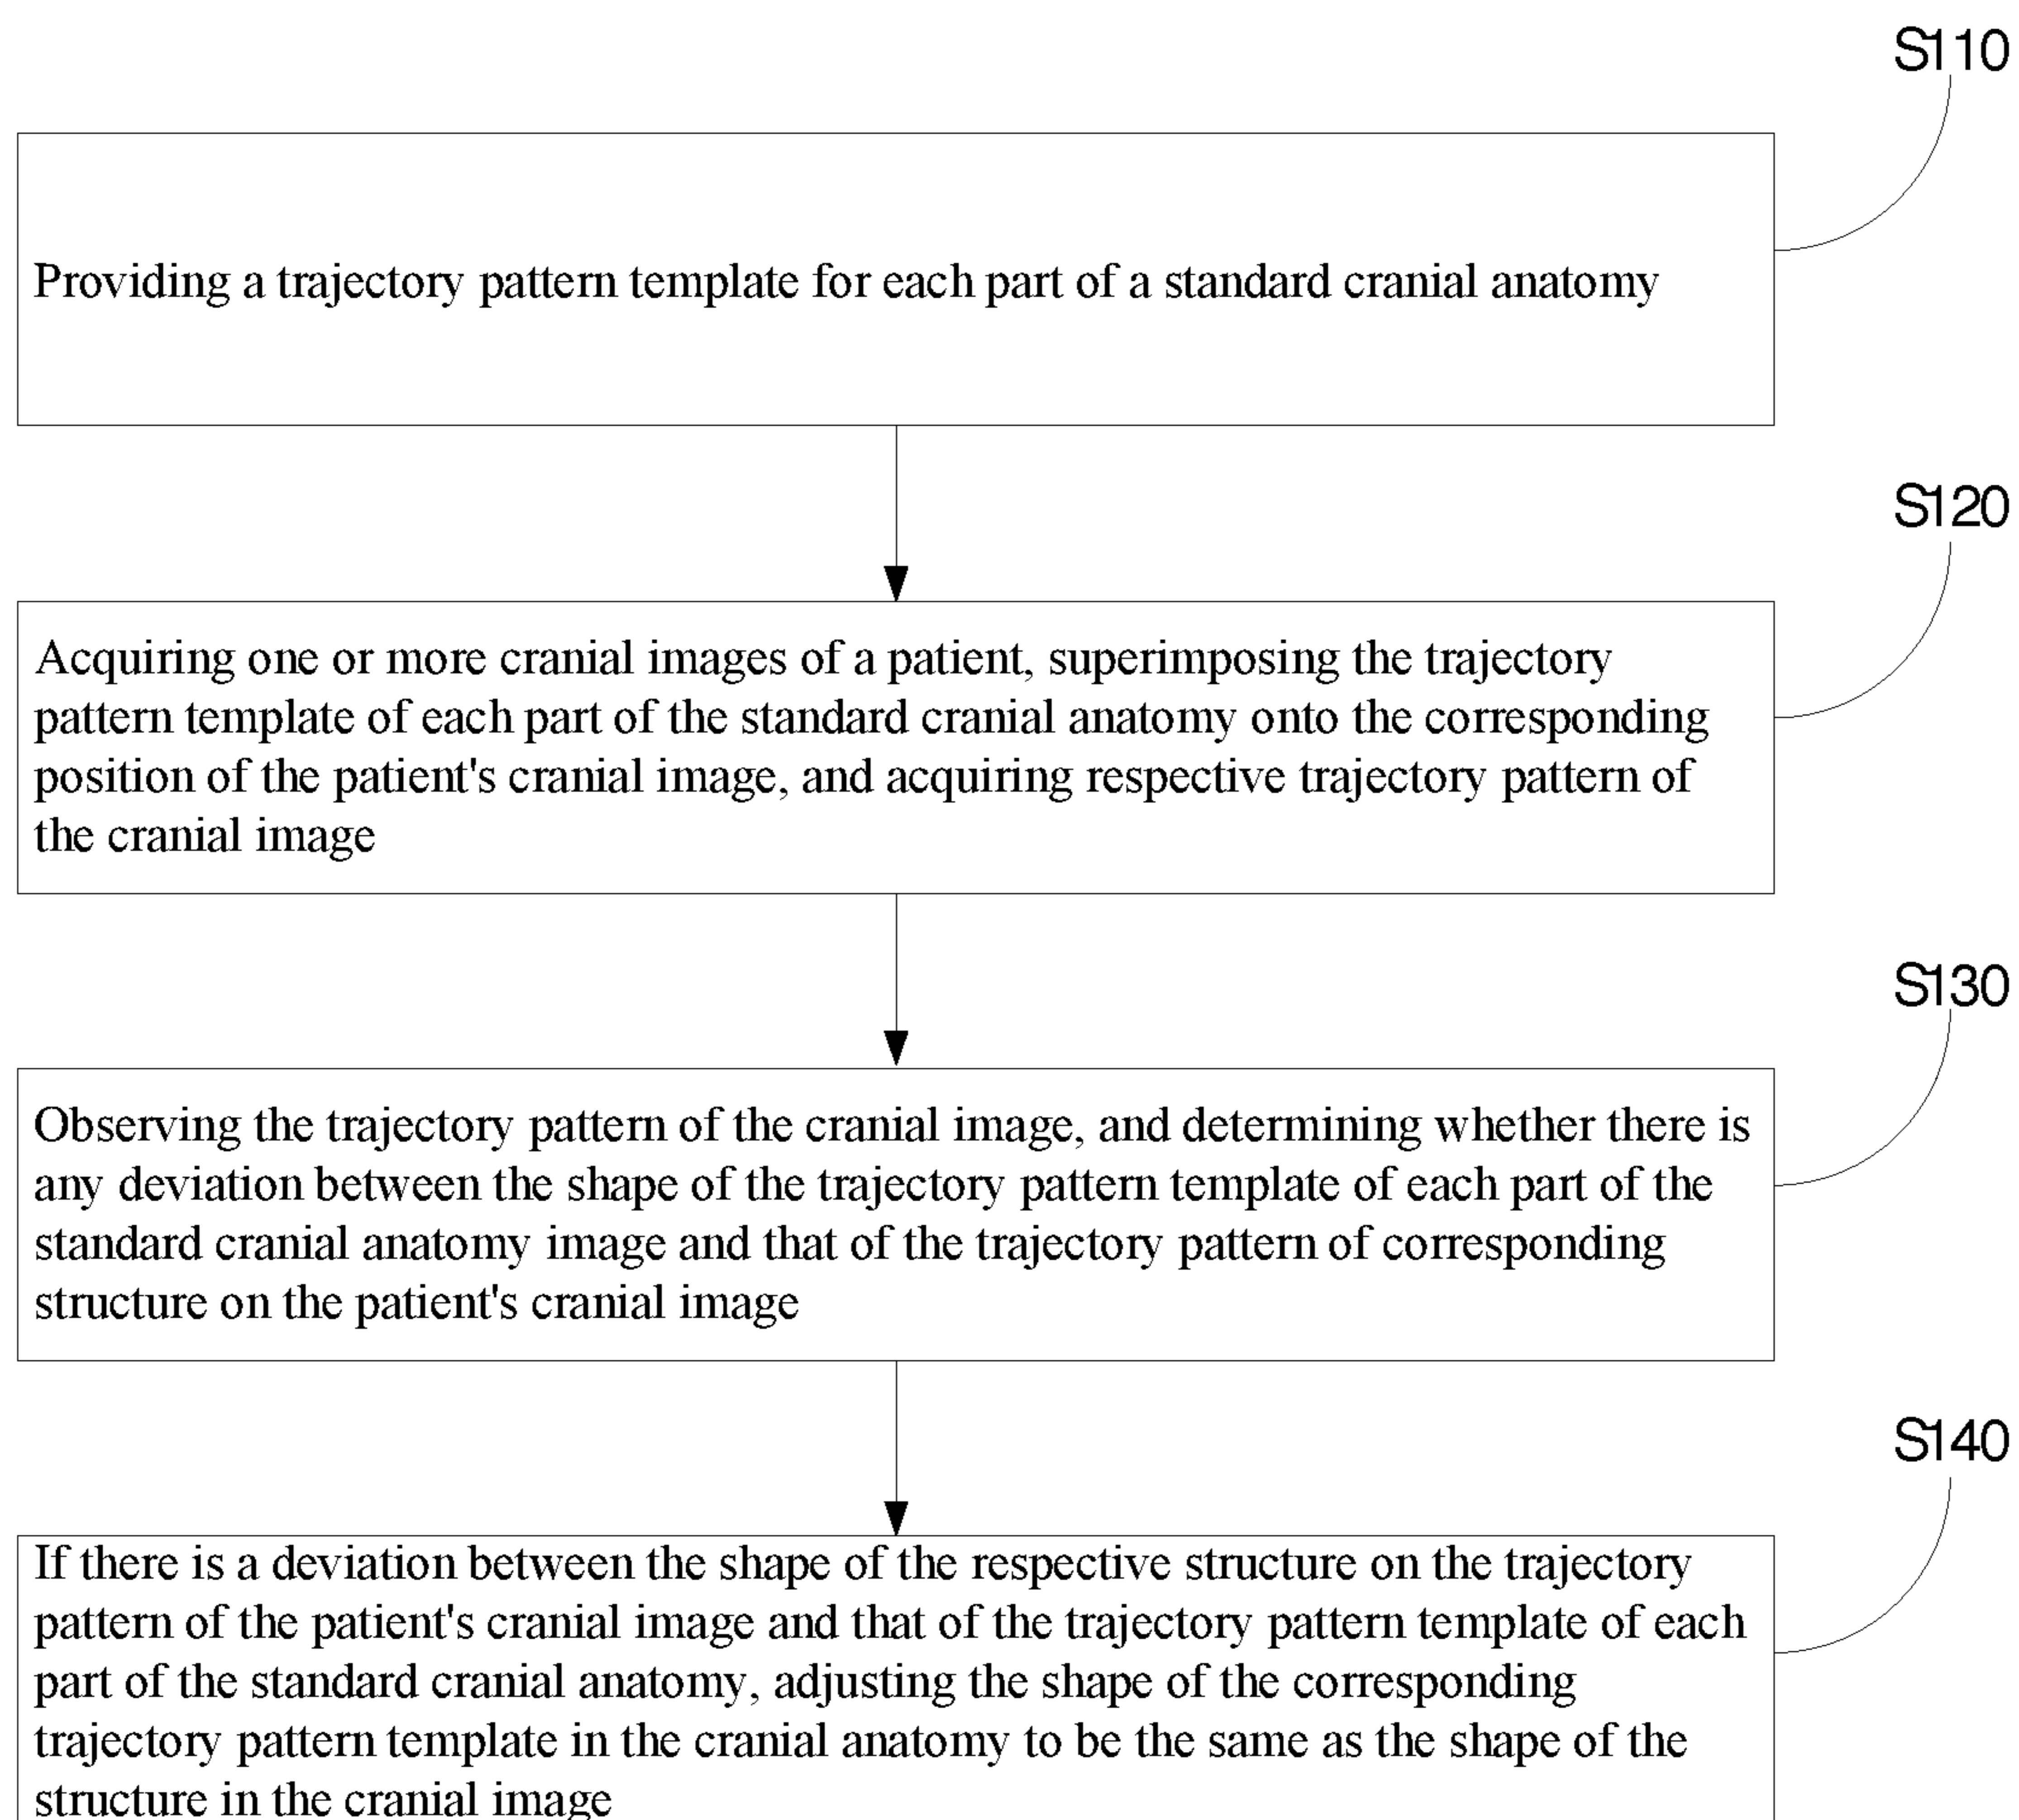 S110
Providing a trajectory pattern template for each part of a standard cranial anatomy
S120
Acquiring one or more cranial images of a patient, superimposing the trajectory
pattern template of each part of the standard cranial anatomy onto the corresponding
position of the patient's cranial image, and acquiring respective trajectory pattern of
the cranial image
S130
Observing the trajectory pattern of the cranial image, and determining whether there is
any deviation between the shape of the trajectory pattern template of each part of the
standard cranial anatomy image and that of the trajectory pattern of corresponding
structure on the patient's cranial image
S140
If there is a deviation between the shape of the respective structure on the trajectory
pattern of the patient's cranial image and that of the trajectory pattern template of each
part of the standard cranial anatomy, adjusting the shape of the corresponding
trajectory pattern template in the cranial anatomy to be the same as the shape of the
structure in the cranial image